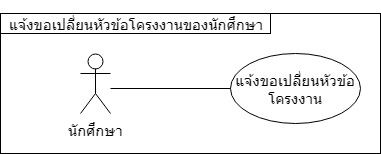 แจ้งขอเปลี่ยนหัวข้อโครงงานของนักศึกษา
แจ้งขอเปลี่ยนหัวข้อ
โครงงาน
นักศึกษา